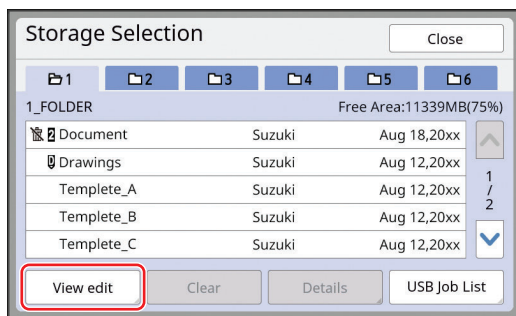 Storage Selection
Close
1 2 3 4 5 6
1_FOLDER Free Area:11339MB(75%)
2 Document Suzuki Aug 18,20xx
Drawings Suzuki Aug 12,20xx
Templete_A Suzuki Aug 12,20xx
Templete_B Suzuki Aug 12,20xx
Templete_C Suzuki Aug 12,20xx
1
/
2
View edit Clear Details USB Job List